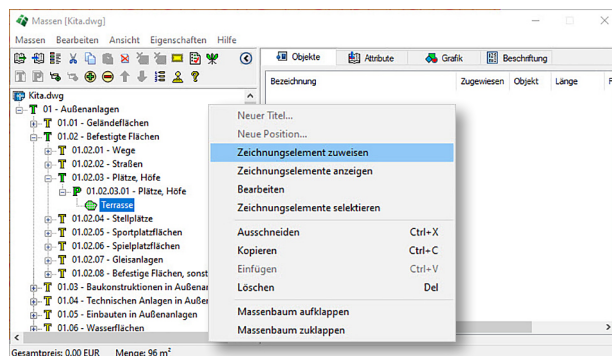 Massen [Kita.dwg]
Massen Bearbeiten Ansicht Eigenschaften Hilfe
Objekte Attribute Grafik Beschriftung
Bezeichnung Zugewiesen Objekt Länge
Kita.dwg
T 01 - Außenanlagen
T 01.01 - Geländeflächen
T 01.02 - Befestigte Flächen
T 01.02.01 - Wege
T 01.02.02 - Straßen
T 01.02.03 - Plätze, Höfe
P 01.02.03.01 - Plätze, Höfe
Terrasse
T 01.02.04 - Stellplätze
T 01.02.05 - Sportplatzflächen
T 01.02.06 - Spielplatzflächen
T 01.02.07 - Gleisanlagen
T 01.02.08 - Befestige Flächen, sonst
T 01.03 - Baukonstruktionen in Außenan
T 01.04 - Technischen Anlagen in Außer
T 01.05 - Einbauten in Außenanlagen
T 01.06 - Wasserflächen
Neuer Titel...
Neue Position...
Zeichnungselement zuweisen
Zeichnungselemente anzeigen
Bearbeiten
Zeichnungselemente selektieren
Ausschneiden Ctrl+X
Kopieren Ctrl+C
Einfügen Ctrl+V
Löschen Del
Massenbaum aufklappen
Massenbaum zuklappen
Gesamtpreis: 0.00 EUR Menge: 96 m²